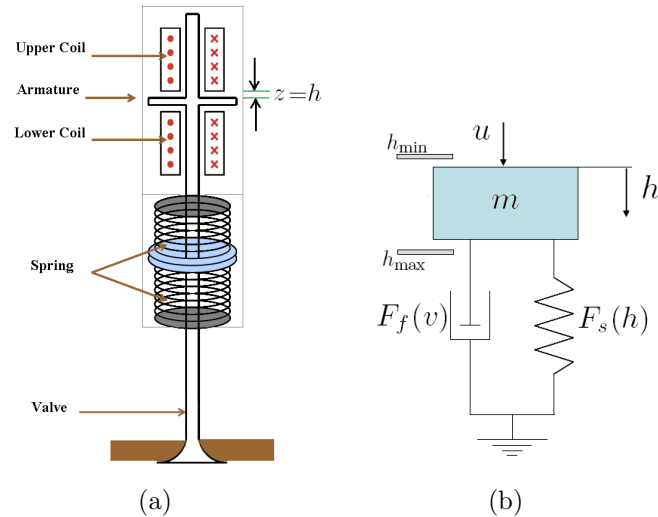 Upper Coil
Armature
z = h
Lower Coil
Spring
Valve
(a)
u
h_min
m
h
h_max
F_f(v)
F_s(h)
(b)